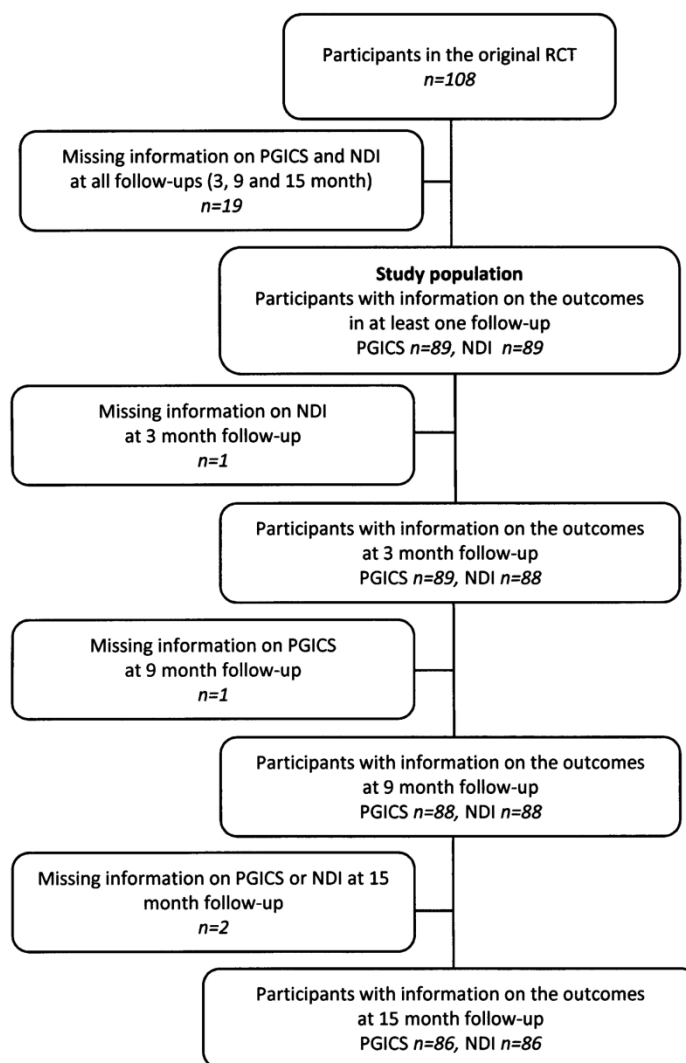 Participants in the original RCT
n=108
Missing information on PGICS and NDI
at all follow-ups (3, 9 and 15 month)
n=19
Study population
Participants with information on the outcomes
in at least one follow-up
PGICS n=89, NDI n=89
Missing information on NDI
at 3 month follow-up
n=1
Participants with information on the outcomes
at 3 month follow-up
PGICS n=89, NDI n=88
Missing information on PGICS
at 9 month follow-up
n=1
Participants with information on the outcomes
at 9 month follow-up
PGICS n=88, NDI n=88
Missing information on PGICS or NDI at 15
month follow-up
n=2
Participants with information on the outcomes
at 15 month follow-up
PGICS n=86, NDI n=86